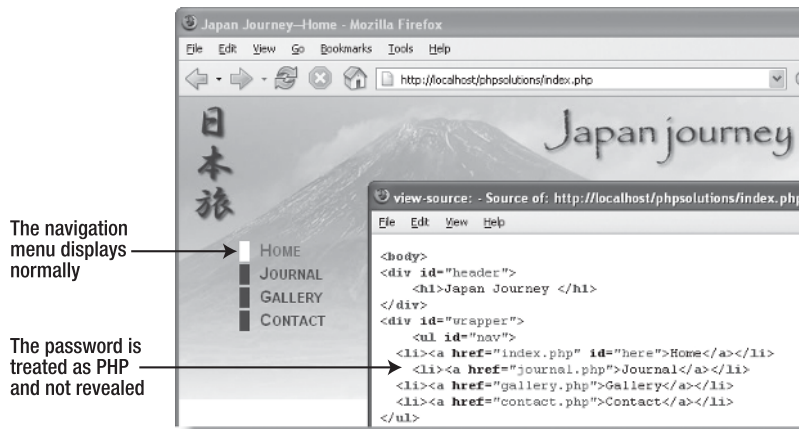 Japan Journey—Home - Mozilla Firefox
File Edit View Go Bookmarks Tools Help
http://localhost/phpsolutions/index.php
日
本
旅
Japan journey
The navigation
menu displays
normally
HOME
JOURNAL
GALLERY
CONTACT
The password is
treated as PHP
and not revealed
view-source: - Source of: http://localhost/phpsolutions/index.php
File Edit View Help
<body>
<div id="header">
<h1>Japan Journey </h1>
</div>
<div id="wrapper">
<ul id="nav">
<li><a href="index.php" id="here">Home</a></li>
<li><a href="journal.php">Journal</a></li>
<li><a href="gallery.php">Gallery</a></li>
<li><a href="contact.php">Contact</a></li>
</ul>